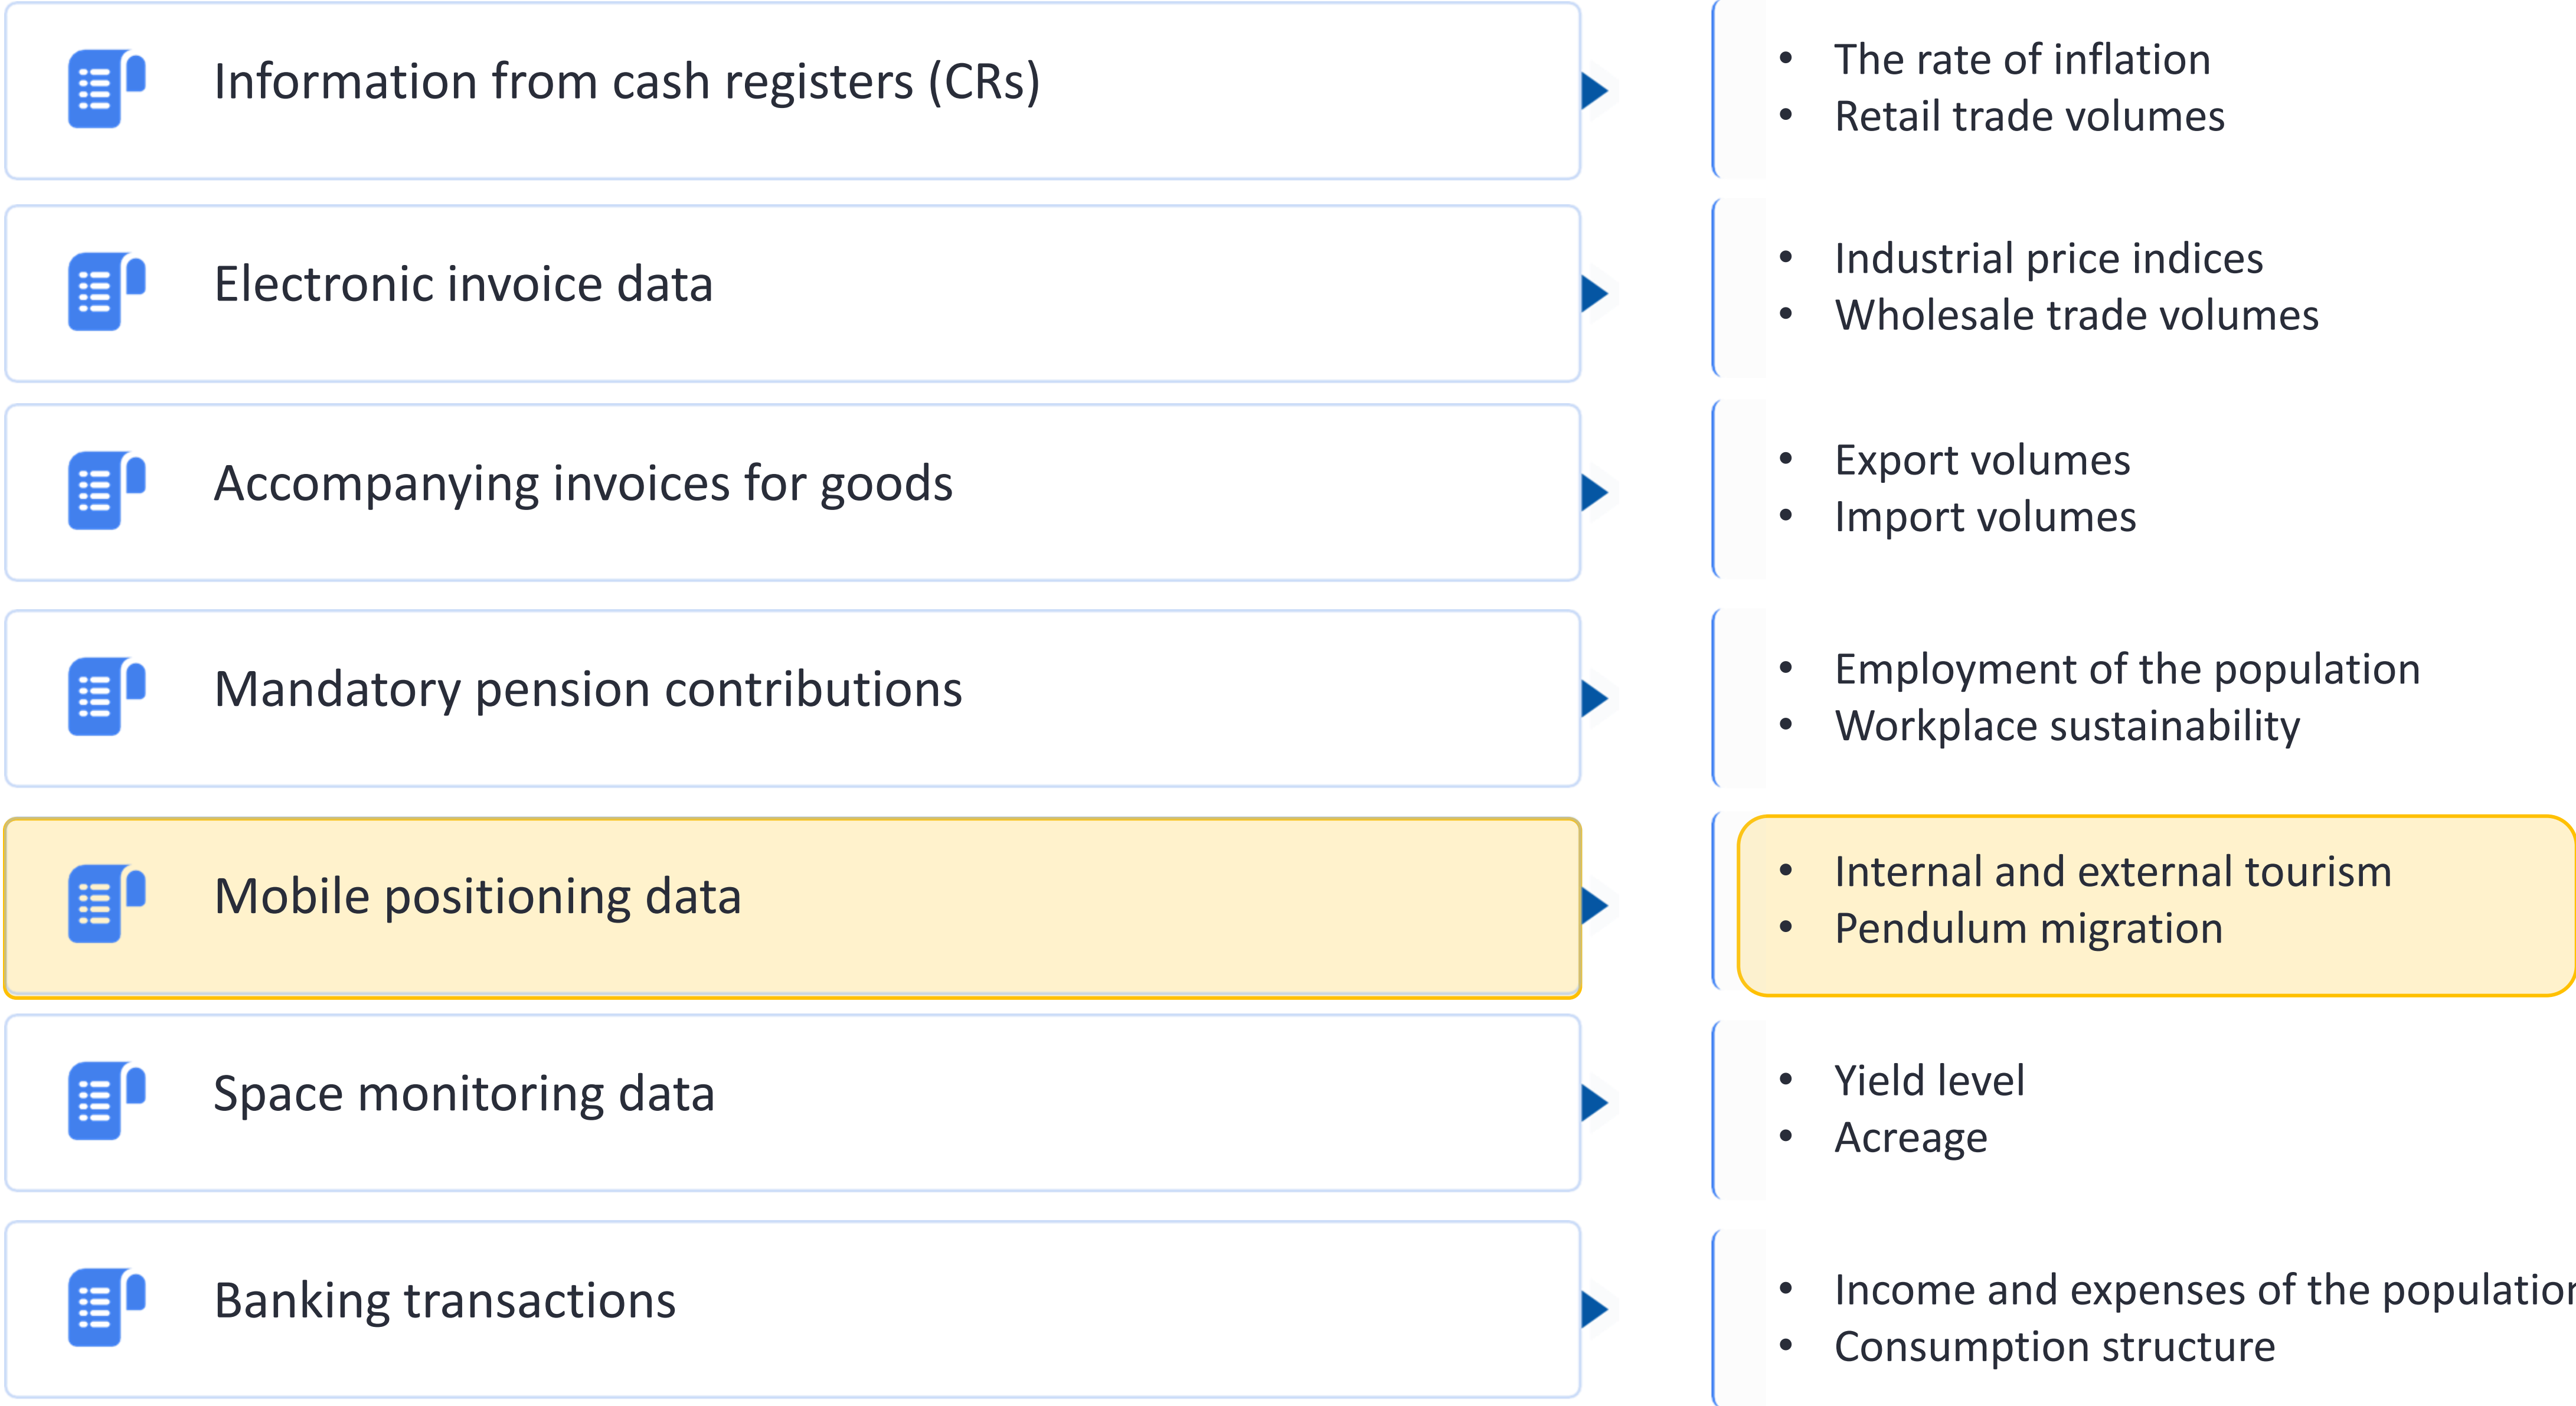 Information from cash registers (CRs)
• The rate of inflation
• Retail trade volumes
Electronic invoice data
• Industrial price indices
• Wholesale trade volumes
Accompanying invoices for goods
• Export volumes
• Import volumes
Mandatory pension contributions
• Employment of the population
• Workplace sustainability
Mobile positioning data
• Internal and external tourism
• Pendulum migration
Space monitoring data
• Yield level
• Acreage
Banking transactions
• Income and expenses of the population
• Consumption structure